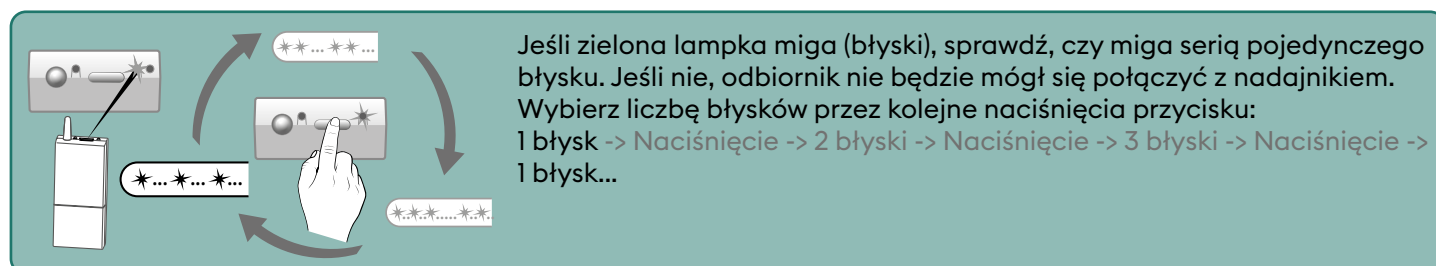 Jeśli zielona lampka miga (błyski), sprawdź, czy miga serią pojedynczego
błysku. Jeśli nie, odbiornik nie będzie mógł się połączyć z nadajnikiem.
Wybierz liczbę błysków przez kolejne naciśnięcia przycisku:
1 błysk -> Naciśnięcie -> 2 błyski -> Naciśnięcie -> 3 błyski -> Naciśnięcie ->
1 błysk...